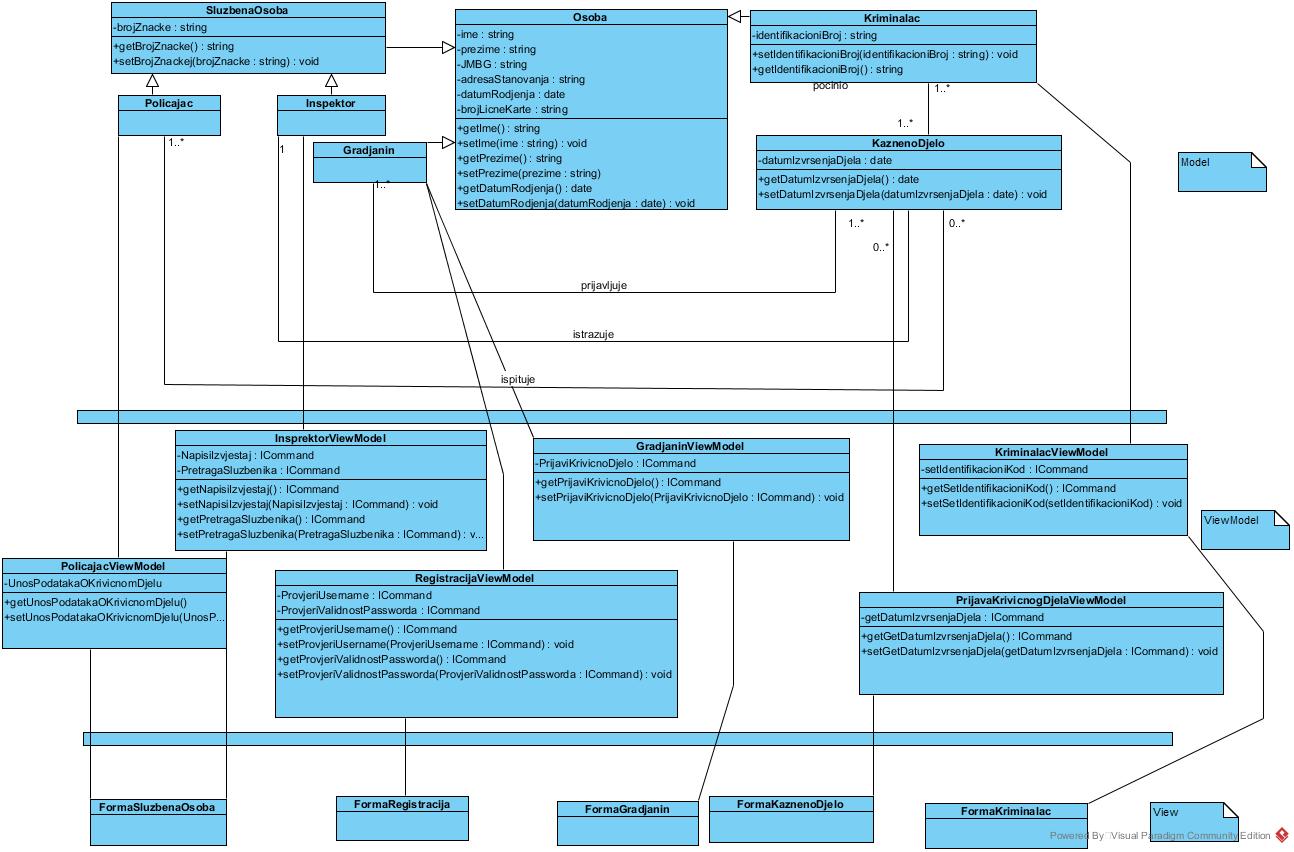 SluzbenaOsoba
-brojZnacke : string
+getBrojZnacke() : string
+setBrojZnackej(brojZnacke : string) : void
Osoba
-ime : string
-prezime : string
-JMBG : string
-adresaStanovanja : string
-datumRodjenja : date
-brojLicneKarte : string
+getIme() : string
+setIme(ime : string) : void
+getPrezime() : string
+setPrezime(prezime : string)
+getDatumRodjenja() : date
+setDatumRodjenja(datumRodjenja : date) : void
Kriminalac
-identifikacioniBroj : string
+setIdentifikacioniBroj(identifikacioniBroj : string) : void
+getIdentifikacioniBroj() : string
pocinio
1..*
1..*
Policajac
1..*
Inspektor
1
Gradjanin
1..*
KaznenoDjelo
-datumIzvrsenjaDjela : date
+getDatumIzvrsenjaDjela() : date
+setDatumIzvrsenjaDjela(datumIzvrsenjaDjela : date) : void
Model
1..*
0..*
0..*
prijavljuje
istrazuje
ispituje
InsprektorViewModel
-NapisiIzvjestaj : ICommand
-PretragaSluzbenika : ICommand
+getNapisiIzvjestaj() : ICommand
+setNapisiIzvjestaj(NapisiIzvjestaj : ICommand) : void
+getPretragaSluzbenika() : ICommand
+setPretragaSluzbenika(PretragaSluzbenika : ICommand) : v...
GradjaninViewModel
-PrijaviKrivicnoDjelo : ICommand
+getPrijaviKrivicnoDjelo() : ICommand
+setPrijaviKrivicnoDjelo(PrijaviKrivicnoDjelo : ICommand) : void
KriminalacViewModel
-setIdentifikacioniKod : ICommand
+getSetIdentifikacioniKod() : ICommand
+setSetIdentifikacioniKod(setIdentifikacioniKod) : void
ViewModel
PolicajacViewModel
-UnosPodatakaOKrivicnomDjelu
+getUnosPodatakaOKrivicnomDjelu()
+setUnosPodatakaOKrivicnomDjelu(UnosP...
RegistracijaViewModel
-ProvjeriUsername : ICommand
-ProvjeriValidnostPassworda : ICommand
+getProvjeriUsername() : ICommand
+setProvjeriUsername(ProvjeriUsername : ICommand) : void
+getProvjeriValidnostPassworda() : ICommand
+setProvjeriValidnostPassworda(ProvjeriValidnostPassworda : ICommand) : void
PrijavaKrivicnogDjelaViewModel
-getDatumIzvrsenjaDjela : ICommand
+getGetDatumIzvrsenjaDjela() : ICommand
+setGetDatumIzvrsenjaDjela(getDatumIzvrsenjaDjela : ICommand) : void
FormaSluzbenaOsoba
FormaRegistracija
FormaGradjanin
FormaKaznenoDjelo
FormaKriminalac
View
Powered By Visual Paradigm Community Edition